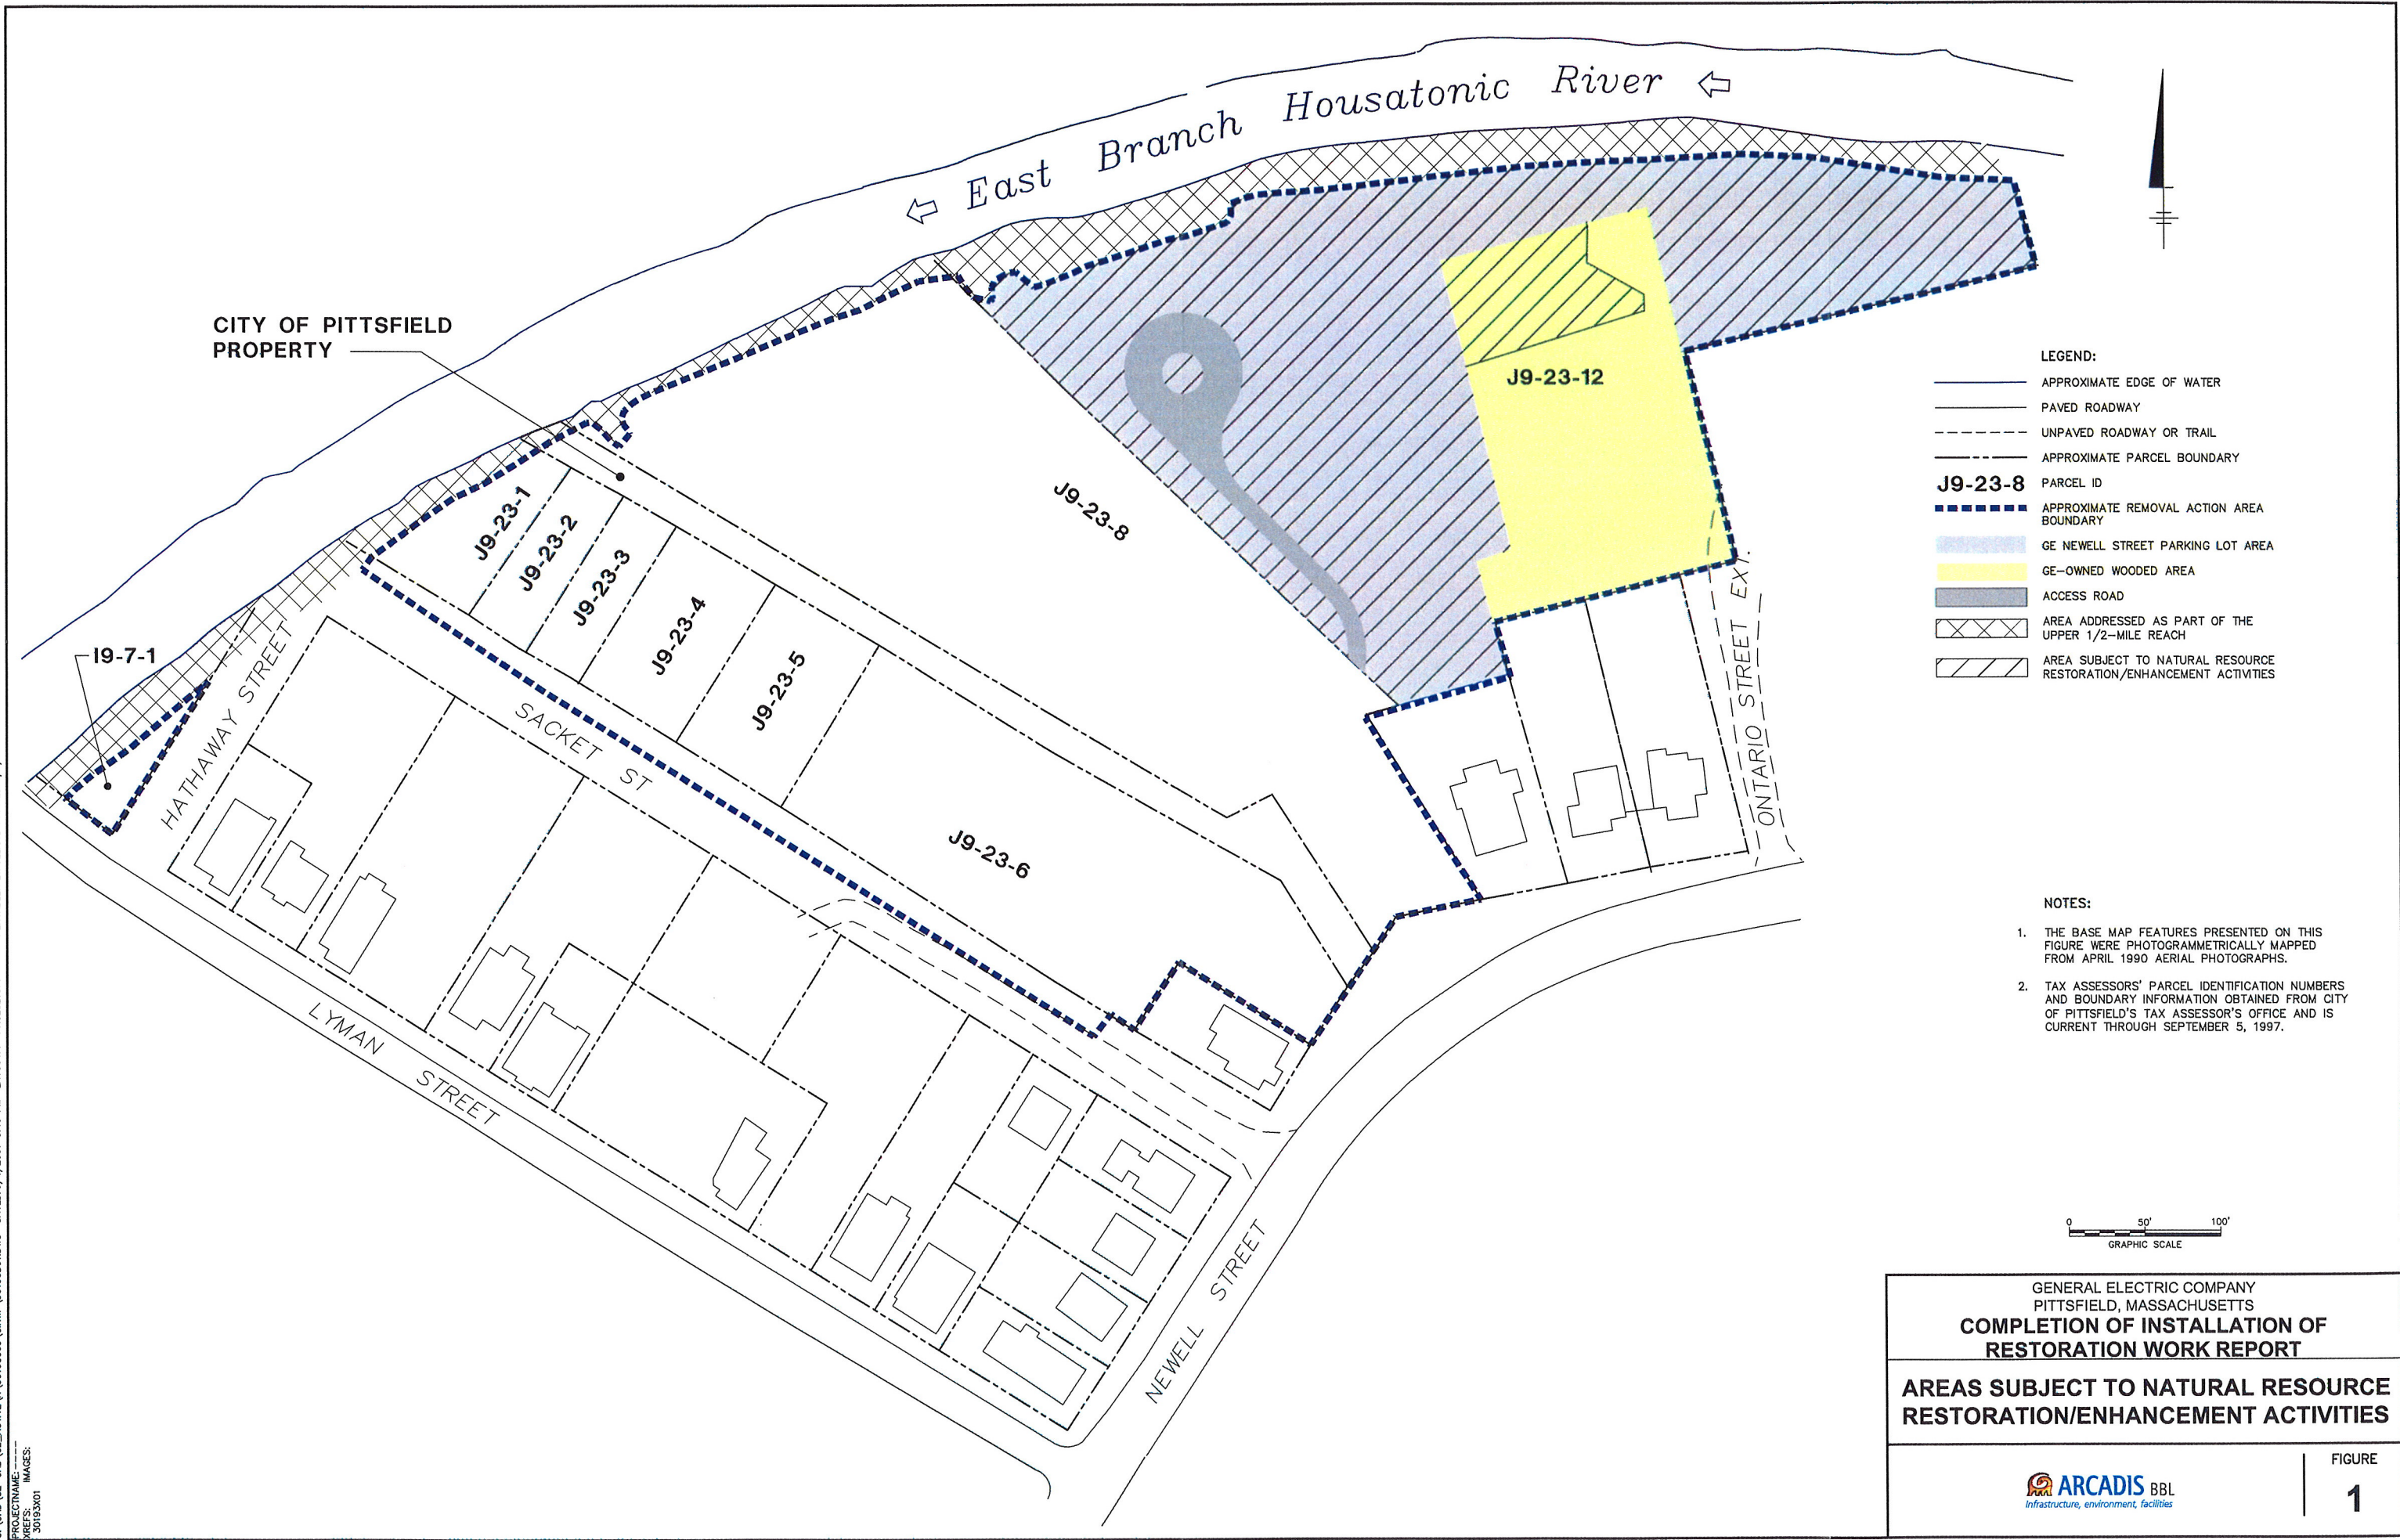 East Branch Housatonic River
CITY OF PITTSFIELD
PROPERTY
J9-23-12
J9-23-8
J9-23-1
J9-23-2
J9-23-3
J9-23-4
J9-23-5
J9-23-6
I9-7-1
HATHAWAY STREET
SACKET ST
LYMAN STREET
NEWELL STREET
ONTARIO STREET EXT.
LEGEND:
APPROXIMATE EDGE OF WATER
PAVED ROADWAY
UNPAVED ROADWAY OR TRAIL
APPROXIMATE PARCEL BOUNDARY
J9-23-8 PARCEL ID
APPROXIMATE REMOVAL ACTION AREA
BOUNDARY
GE NEWELL STREET PARKING LOT AREA
GE-OWNED WOODED AREA
ACCESS ROAD
AREA ADDRESSED AS PART OF THE
UPPER 1/2-MILE REACH
AREA SUBJECT TO NATURAL RESOURCE
RESTORATION/ENHANCEMENT ACTIVITIES
NOTES:
1. THE BASE MAP FEATURES PRESENTED ON THIS
FIGURE WERE PHOTOGRAMMETRICALLY MAPPED
FROM APRIL 1990 AERIAL PHOTOGRAPHS.
2. TAX ASSESSORS' PARCEL IDENTIFICATION NUMBERS
AND BOUNDARY INFORMATION OBTAINED FROM CITY
OF PITTSFIELD'S TAX ASSESSOR'S OFFICE AND IS
CURRENT THROUGH SEPTEMBER 5, 1997.
0 50' 100'
GRAPHIC SCALE
GENERAL ELECTRIC COMPANY
PITTSFIELD, MASSACHUSETTS
COMPLETION OF INSTALLATION OF
RESTORATION WORK REPORT
AREAS SUBJECT TO NATURAL RESOURCE
RESTORATION/ENHANCEMENT ACTIVITIES
ARCADIS BBL
Infrastructure, environment, facilities
FIGURE
1
PROJECTNAME: ----
XREFS: IMAGES:
30193X01